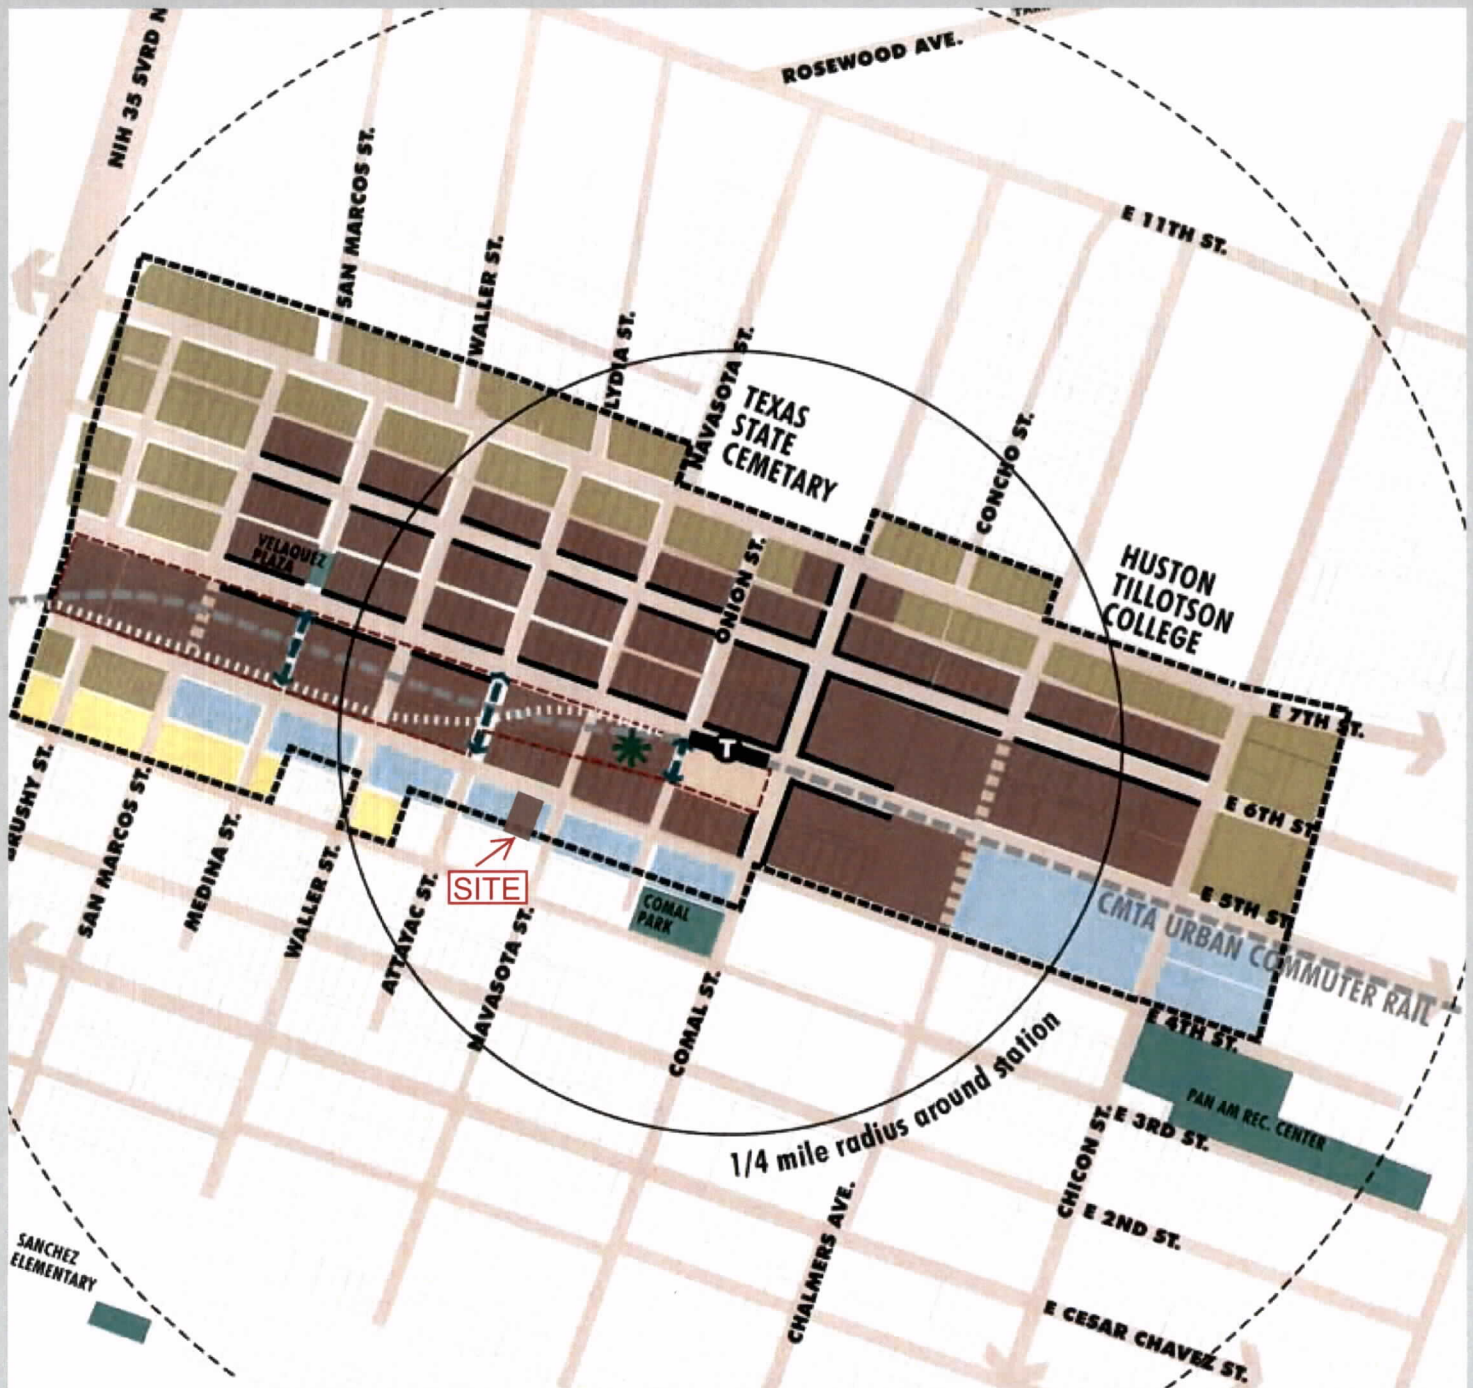 NIH 35 SVRD N
ROSEWOOD AVE.
E 11TH ST.
SAN MARCOS ST.
WALLER ST.
LYDIA ST.
NAVASOTA ST.
TEXAS
STATE
CEMETARY
CONCHO ST.
HUSTON
TILLOTSON
COLLEGE
VELAQUEZ
PLAZA
ONION ST.
E 7TH ST.
T
E 6TH ST.
E 5TH ST.
CMTA URBAN COMMUTER RAIL
SITE
COMAL
PARK
BRUSHY ST.
SAN MARCOS ST.
MEDINA ST.
WALLER ST.
ATTAYAC ST.
NAVASOTA ST.
COMAL ST.
E 4TH ST.
1/4 mile radius around station
PAN AM REC. CENTER
E 3RD ST.
CHICON ST.
E 2ND ST.
CHALMERS AVE.
SANCHEZ
ELEMENTARY
E CESAR CHAVEZ ST.